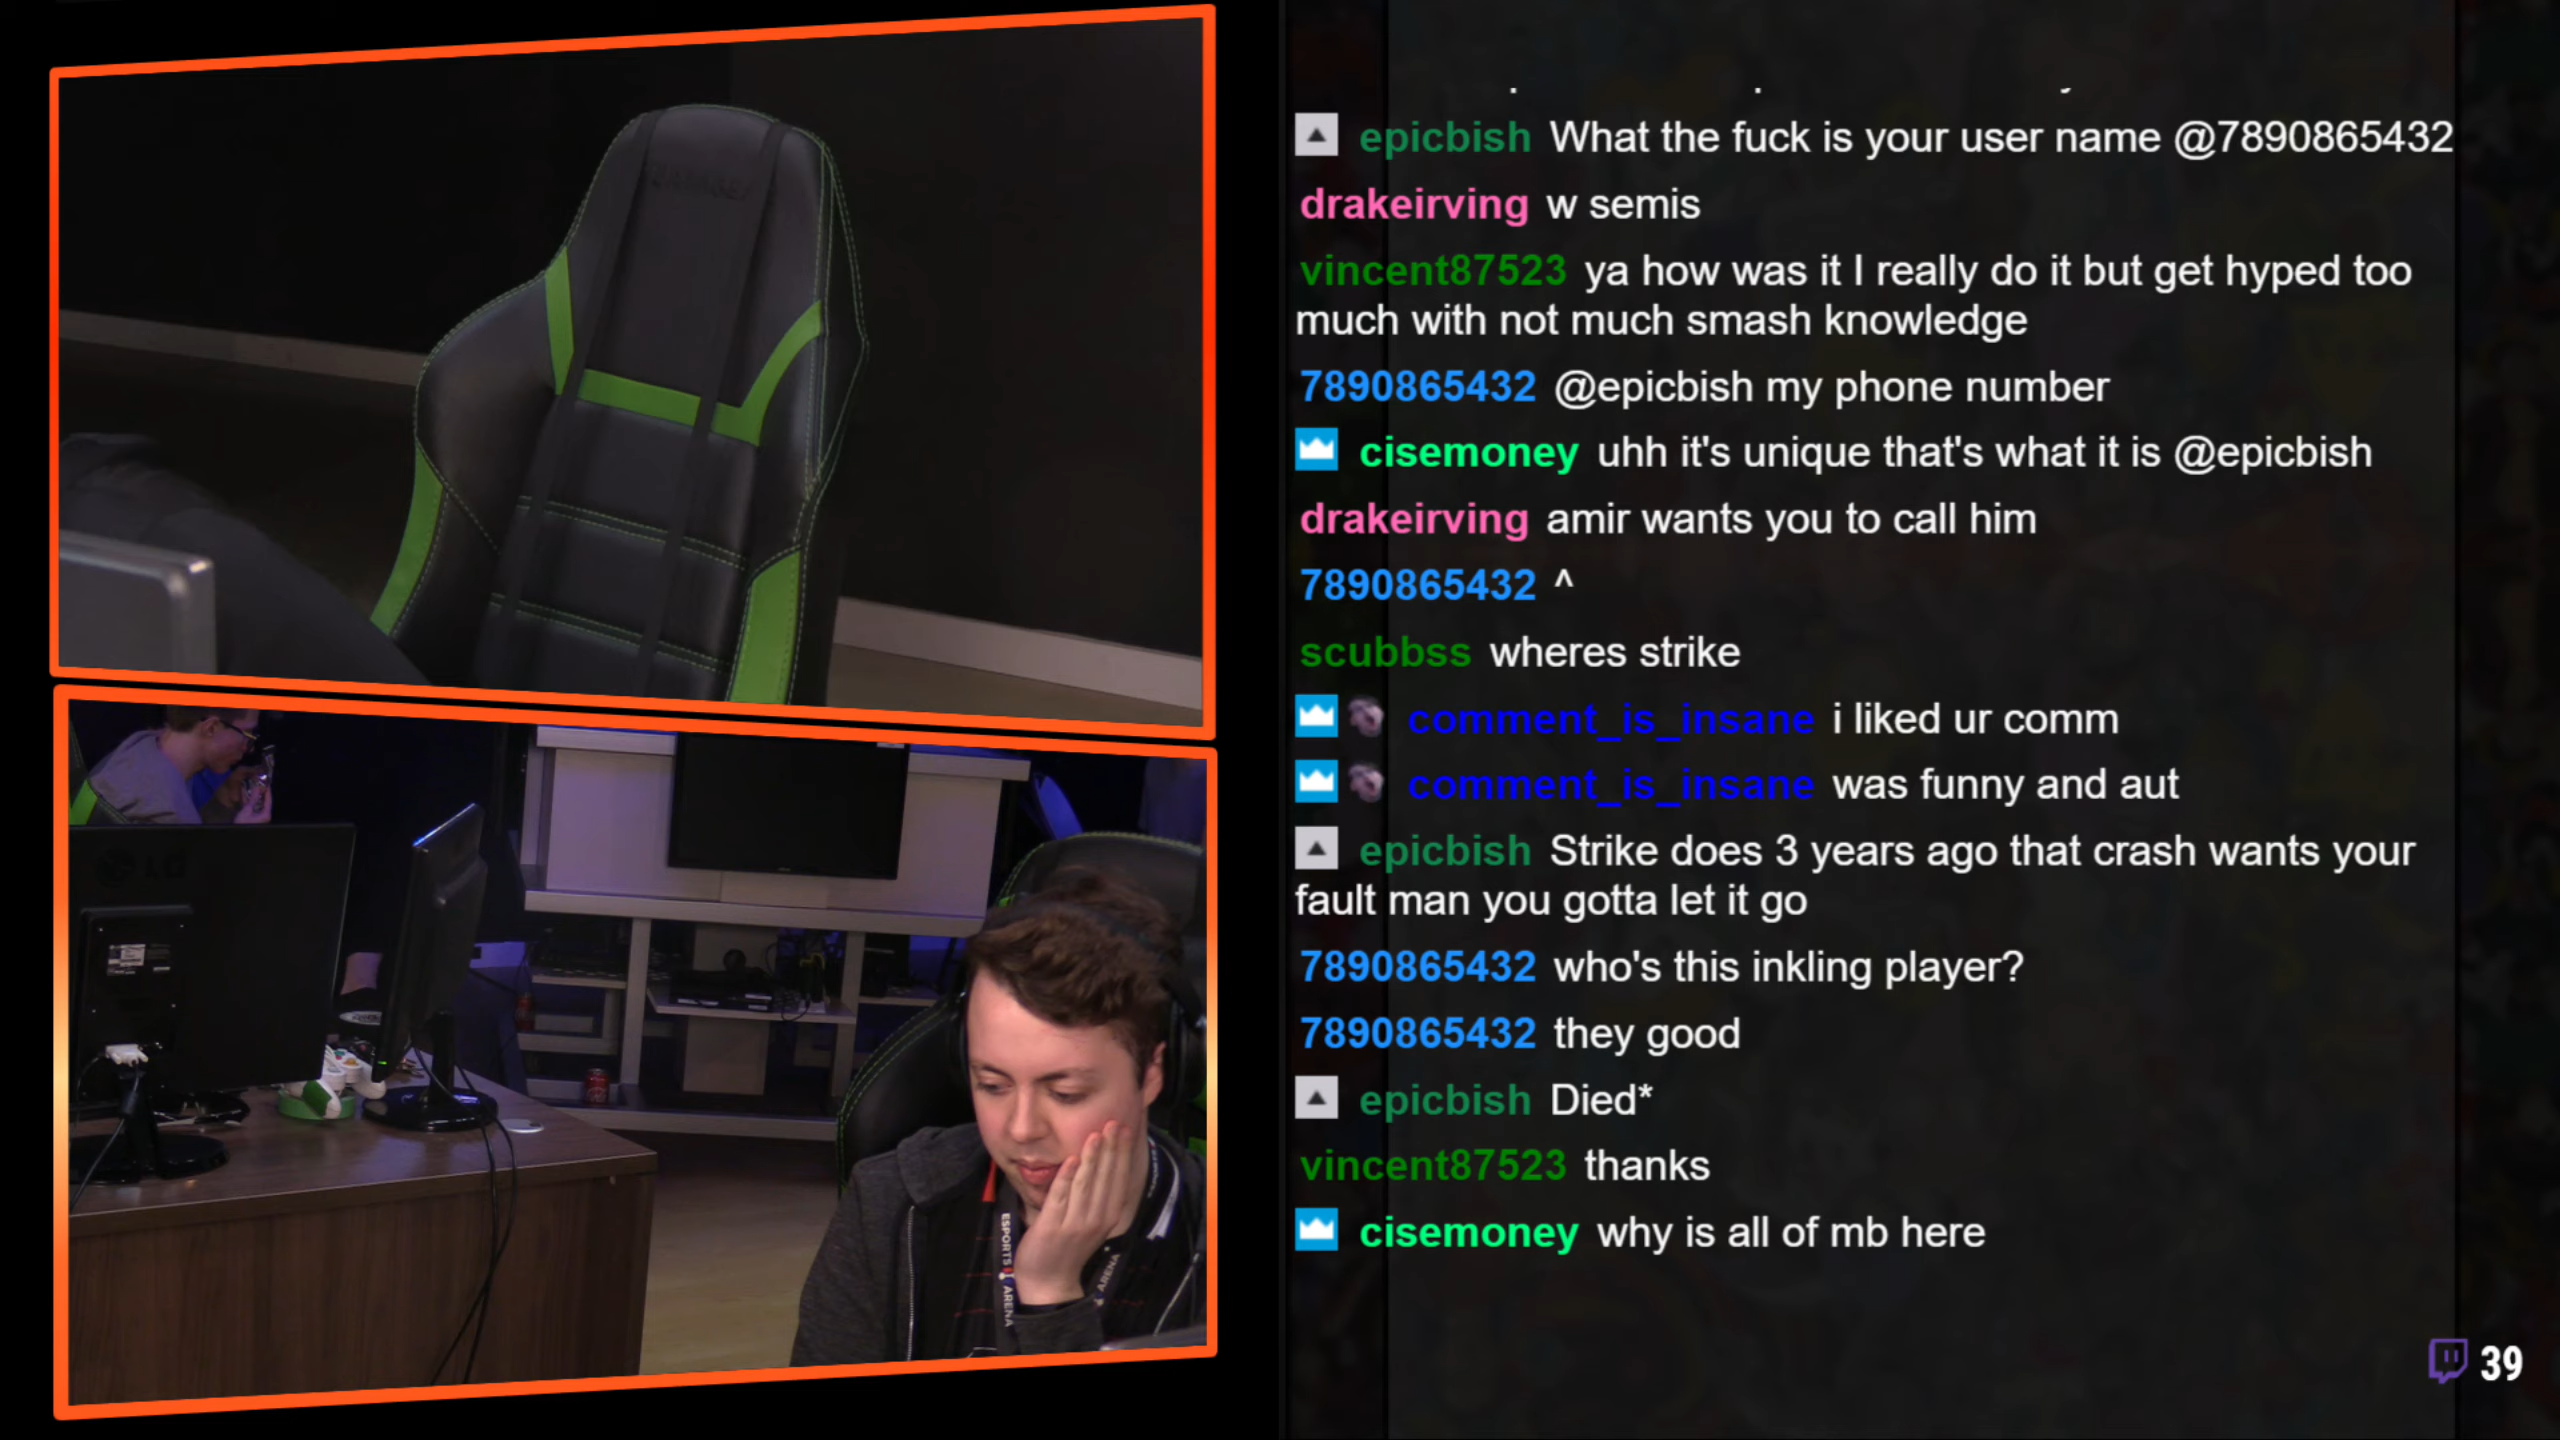 epicbish What the fuck is your user name @7890865432
drakeirving w semis
vincent87523 ya how was it I really do it but get hyped too
much with not much smash knowledge
7890865432 @epicbish my phone number
cisemoney uhh it's unique that's what it is @epicbish
drakeirving amir wants you to call him
7890865432 ^
scubbss wheres strike
comment_is_insane i liked ur comm
comment_is_insane was funny and aut
epicbish Strike does 3 years ago that crash wants your
fault man you gotta let it go
7890865432 who's this inkling player?
7890865432 they good
epicbish Died*
vincent87523 thanks
cisemoney why is all of mb here
39
LG
ESPORTS ARENA
ARENA